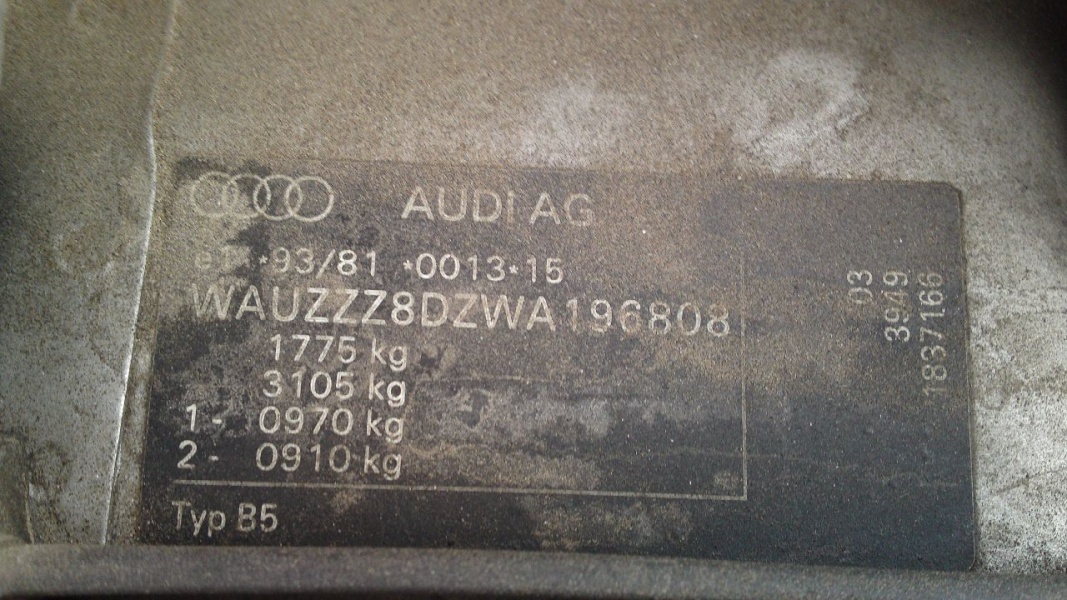 AUDI AG
e1 *93/81 *0013*15
WAUZZZ8DZWA196808
1775 kg
3105 kg
1- 0970 kg
2- 0910 kg
Typ B5
03
3949
1837166